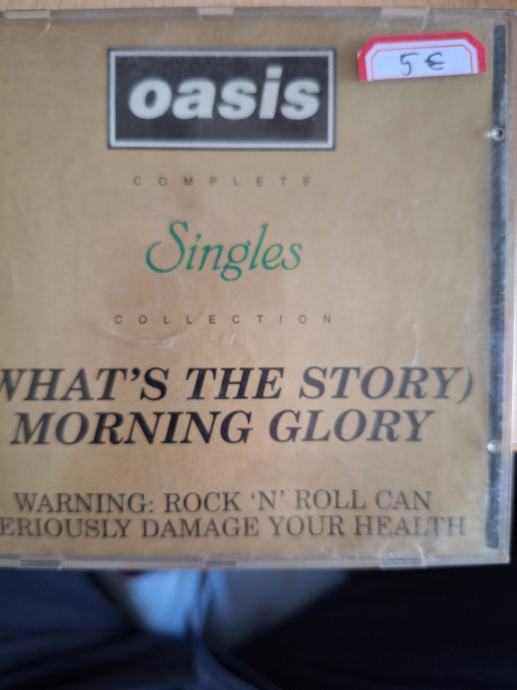 5 €
oasis
COMPLETE
Singles
COLLECTION
WHAT'S THE STORY)
MORNING GLORY
WARNING: ROCK 'N' ROLL CAN
ERIOUSLY DAMAGE YOUR HEALTH